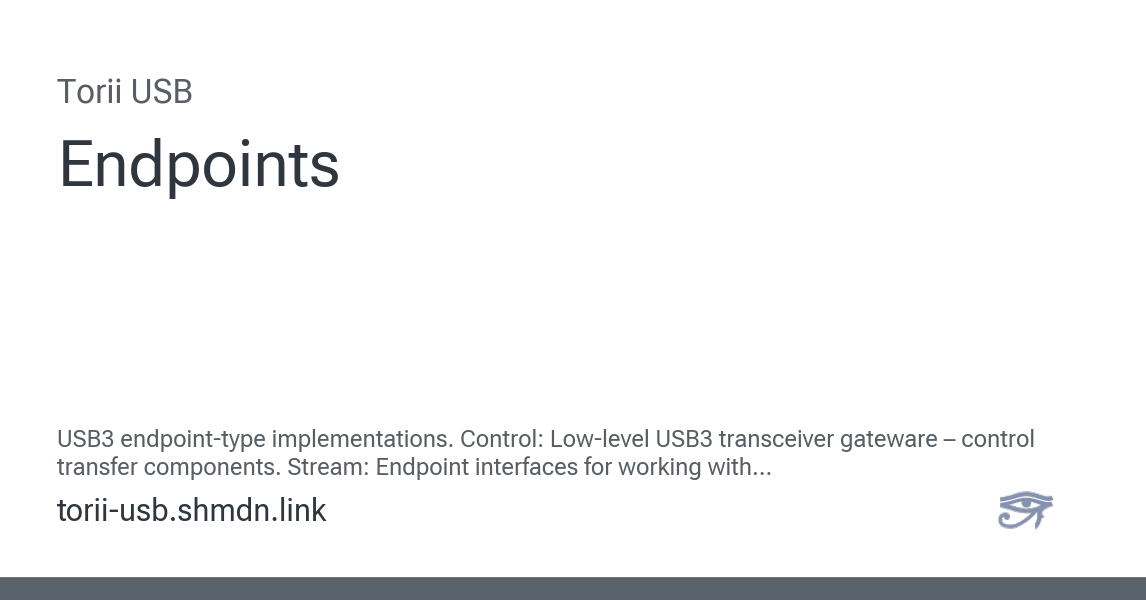 Torii USB
Endpoints
USB3 endpoint-type implementations. Control: Low-level USB3 transceiver gateware – control
transfer components. Stream: Endpoint interfaces for working with...
torii-usb.shmdn.link